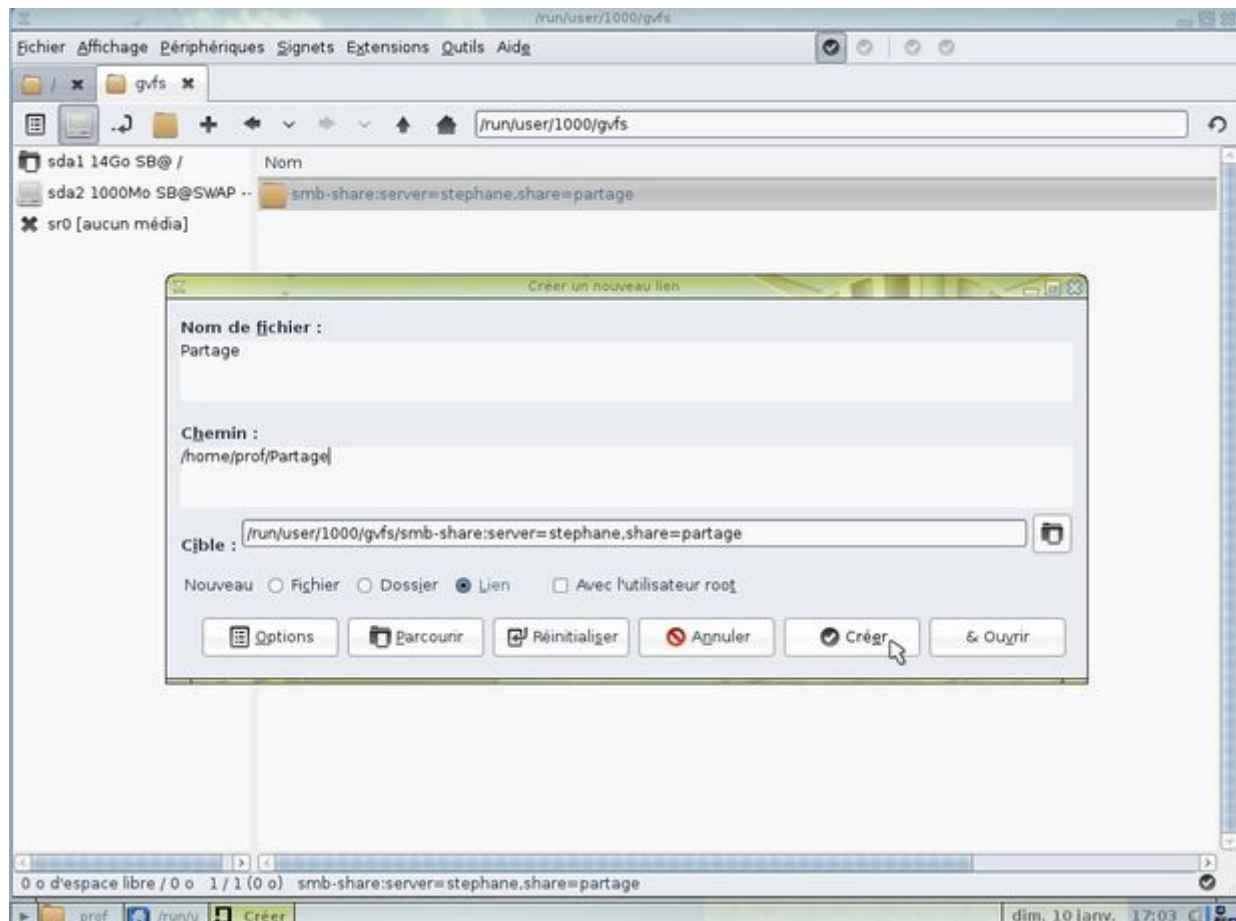 /run/user/1000/gvfs
Fichier Affichage Périphériques Signets Extensions Outils Aide
/ gvfs
/run/user/1000/gvfs
sda1 14Go SB@ /
Nom
sda2 1000Mo SB@SWAP --
smb-share:server=stephane,share=partage
sr0 [aucun média]
Créer un nouveau lien
Nom de fichier :
Partage
Chemin :
/home/prof/Partage
Cible : /run/user/1000/gvfs/smb-share:server=stephane,share=partage
Nouveau Fichier Dossier Lien Avec l'utilisateur root
Options Parcourir Réinitialiser Annuler Créer & Ouvrir
0 o d'espace libre / 0 o 1 / 1 (0 o) smb-share:server=stephane,share=partage
prof /run/u Créer dim. 10 janv. 17:03